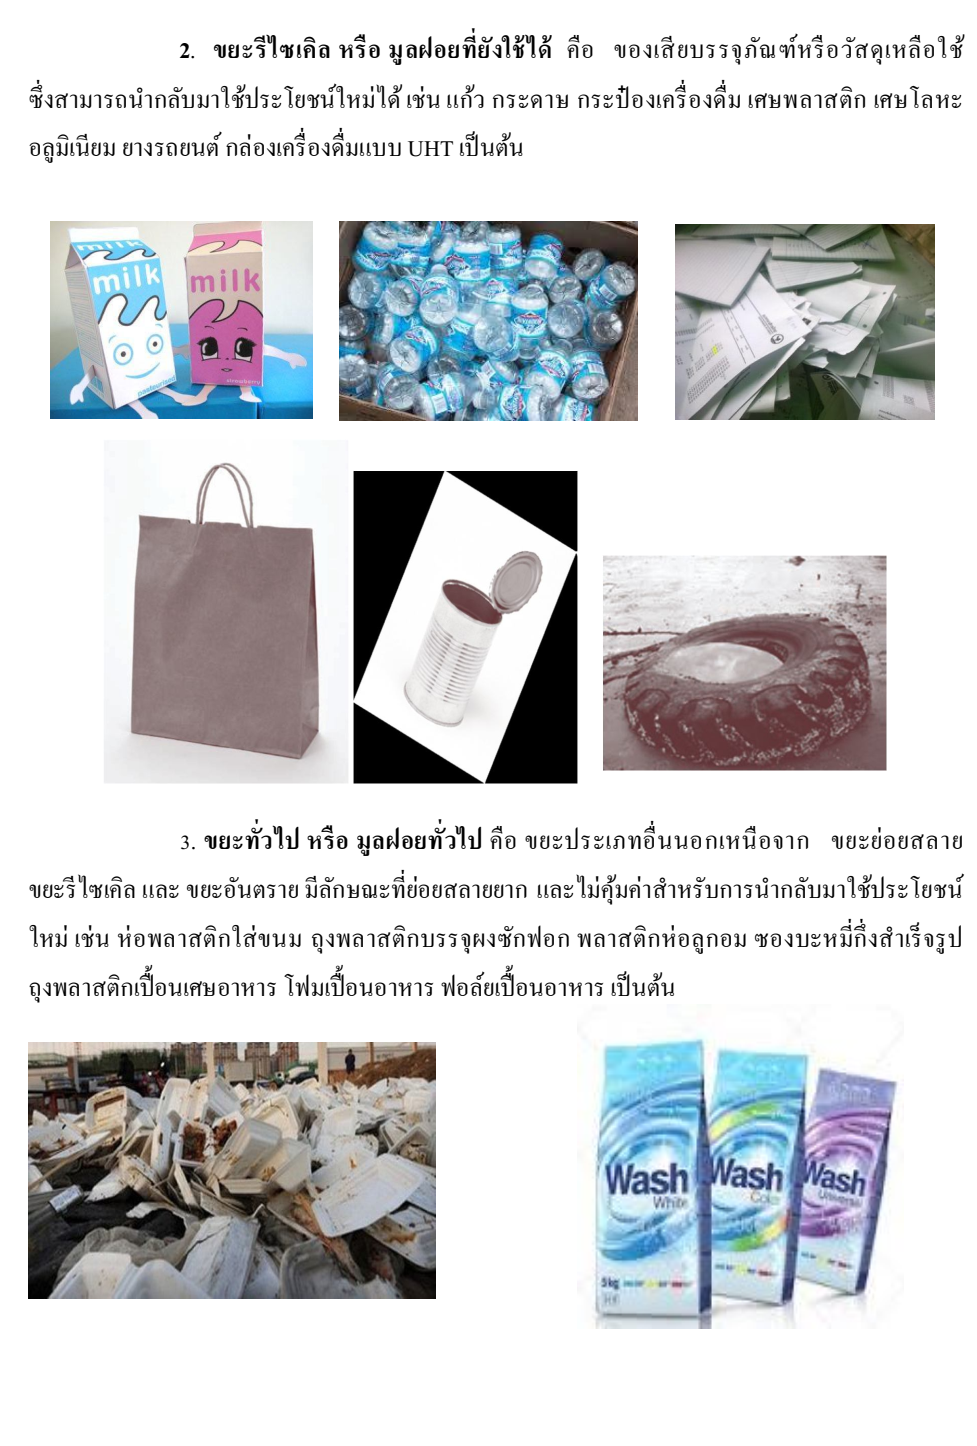 2. ขยะรีไซเคิล หรือ มูลฝอยที่ยังใช้ได้ คือ ของเสียบรรจุภัณฑ์หรือวัสดุเหลือใช้
ซึ่งสามารถนำกลับมาใช้ประโยชน์ใหม่ได้ เช่น แก้ว กระดาษ กระป๋องเครื่องดื่ม เศษพลาสติก เศษโลหะ
อลูมิเนียม ยางรถยนต์ กล่องเครื่องดื่มแบบ UHT เป็นต้น
milk
milk
milk
strawberry
3. ขยะทั่วไป หรือ มูลฝอยทั่วไป คือ ขยะประเภทอื่นนอกเหนือจาก ขยะย่อยสลาย
ขยะรีไซเคิล และ ขยะอันตราย มีลักษณะที่ย่อยสลายยาก และไม่คุ้มค่าสำหรับการนำกลับมาใช้ประโยชน์
ใหม่ เช่น ห่อพลาสติกใส่ขนม ถุงพลาสติกบรรจุผงซักฟอก พลาสติกห่อลูกอม ซองบะหมี่กึ่งสำเร็จรูป
ถุงพลาสติกเปื้อนเศษอาหาร โฟมเปื้อนอาหาร ฟอล์ยเปื้อนอาหาร เป็นต้น
Wash
White
Wash
Color
Wash
Universal
5 kg